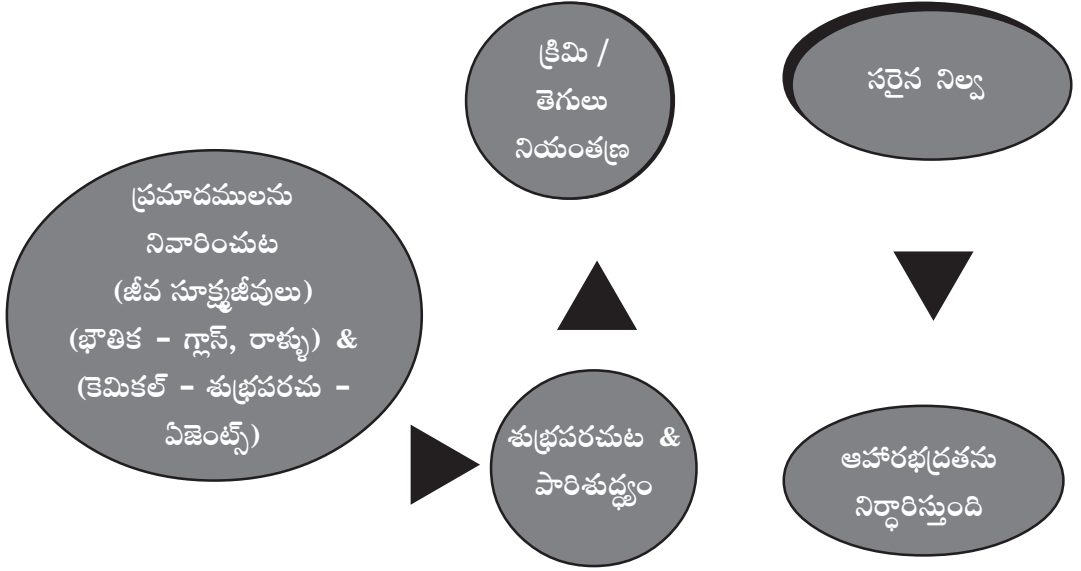 ప్రమాదములను
నివారించుట
(జీవ సూక్ష్మజీవులు)
(భౌతిక - గ్లాస్, రాళ్ళు) &
(కెమికల్ - శుభ్రపరచు -
ఏజెంట్స్)
శుభ్రపరచుట &
పారిశుద్ధ్యం
క్రిమి /
తెగులు
నియంత్రణ
సరైన నిల్వ
ఆహారభద్రతను
నిర్ధారిస్తుంది